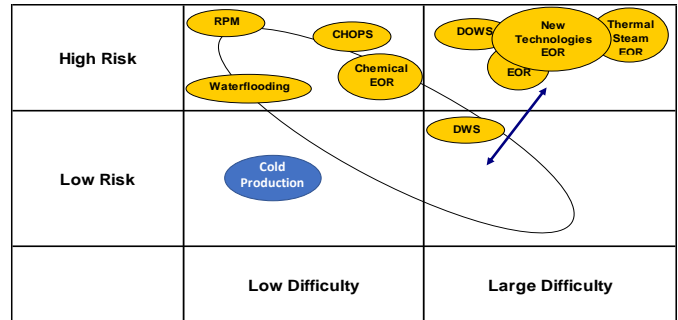 RPM
CHOPS
DOWS
New
Technologies
EOR
Thermal
Steam
EOR
High Risk
Chemical
EOR
EOR
Waterflooding
DWS
Cold
Production
Low Risk
Low Difficulty
Large Difficulty